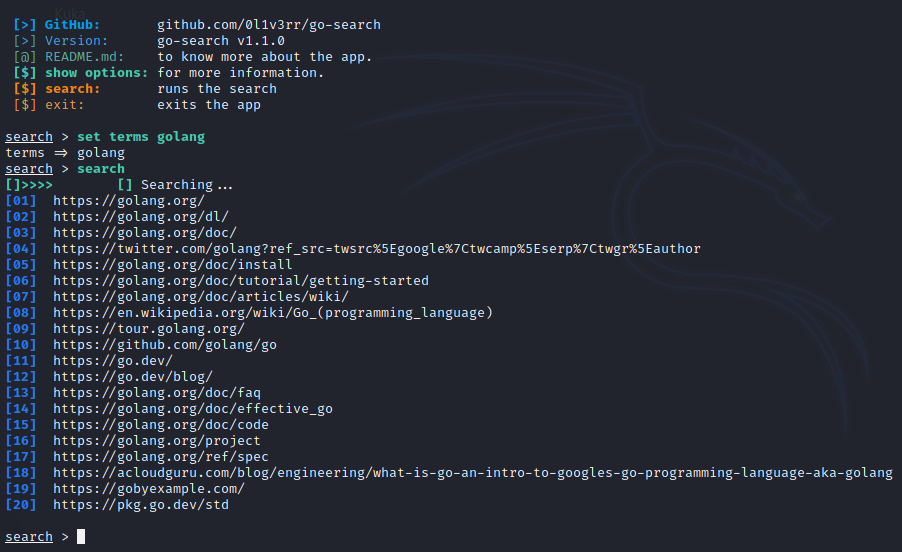 [>] GitHub: github.com/0l1v3rr/go-search
[>] Version: go-search v1.1.0
[@] README.md: to know more about the app.
[$] show options: for more information.
[$] search: runs the search
[$] exit: exits the app
search > set terms golang
terms ⇒ golang
search > search
[]>>>> [] Searching...
[01] https://golang.org/
[02] https://golang.org/dl/
[03] https://golang.org/doc/
[04] https://twitter.com/golang?ref_src=twsrc%5Egoogle%7Ctwcamp%5Eserp%7Ctwgr%5Eauthor
[05] https://golang.org/doc/install
[06] https://golang.org/doc/tutorial/getting-started
[07] https://golang.org/doc/articles/wiki/
[08] https://en.wikipedia.org/wiki/Go_(programming_language)
[09] https://tour.golang.org/
[10] https://github.com/golang/go
[11] https://go.dev/
[12] https://go.dev/blog/
[13] https://golang.org/doc/faq
[14] https://golang.org/doc/effective_go
[15] https://golang.org/doc/code
[16] https://golang.org/project
[17] https://golang.org/ref/spec
[18] https://acloudguru.com/blog/engineering/what-is-go-an-intro-to-googles-go-programming-language-aka-golang
[19] https://gobyexample.com/
[20] https://pkg.go.dev/std
search >